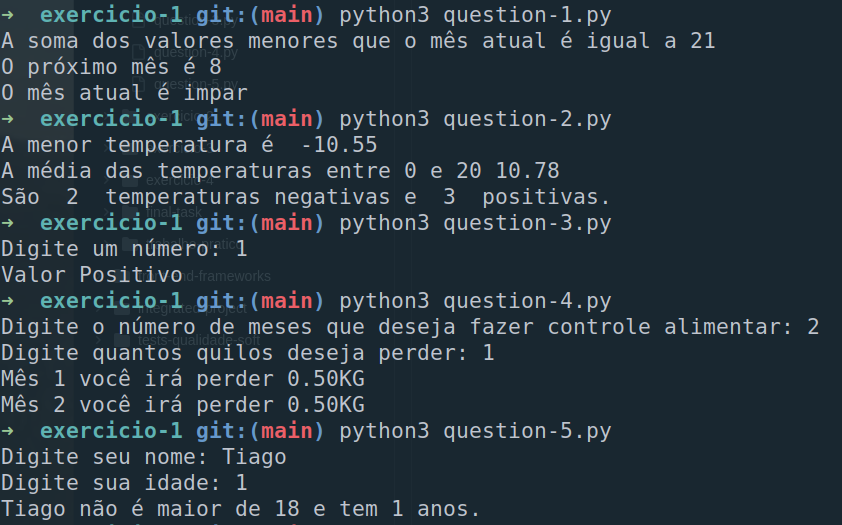 ➜  exercicio-1 git:(main) python3 question-1.py
A soma dos valores menores que o mês atual é igual a 21
O próximo mês é 8
O mês atual é impar
➜  exercicio-1 git:(main) python3 question-2.py
A menor temperatura é  -10.55
A média das temperaturas entre 0 e 20 10.78
São  2  temperaturas negativas e  3  positivas.
➜  exercicio-1 git:(main) python3 question-3.py
Digite um número: 1
Valor Positivo
➜  exercicio-1 git:(main) python3 question-4.py
Digite o número de meses que deseja fazer controle alimentar: 2
Digite quantos quilos deseja perder: 1
Mês 1 você irá perder 0.50KG
Mês 2 você irá perder 0.50KG
➜  exercicio-1 git:(main) python3 question-5.py
Digite seu nome: Tiago
Digite sua idade: 1
Tiago não é maior de 18 e tem 1 anos.